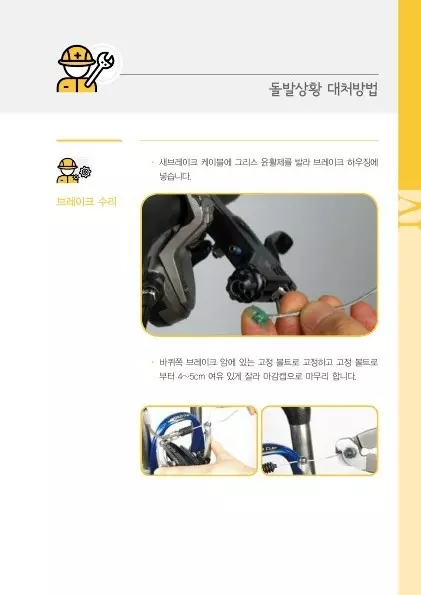 돌발상황 대처방법
브레이크 수리
· 새브레이크 케이블에 그리스 윤활제를 발라 브레이크 하우징에
넣습니다.
· 바퀴쪽 브레이크 암에 있는 고정 볼트로 고정하고 고정 볼트로
부터 4~5cm 여유 있게 잘라 마감캡으로 마무리 합니다.